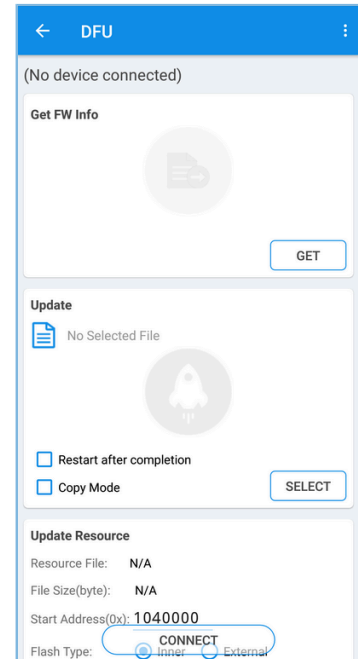 DFU
(No device connected)
Get FW Info
GET
Update
No Selected File
Restart after completion
Copy Mode
SELECT
Update Resource
Resource File: N/A
File Size(byte): N/A
Start Address(0x): 1040000
CONNECT
Flash Type: Inner External